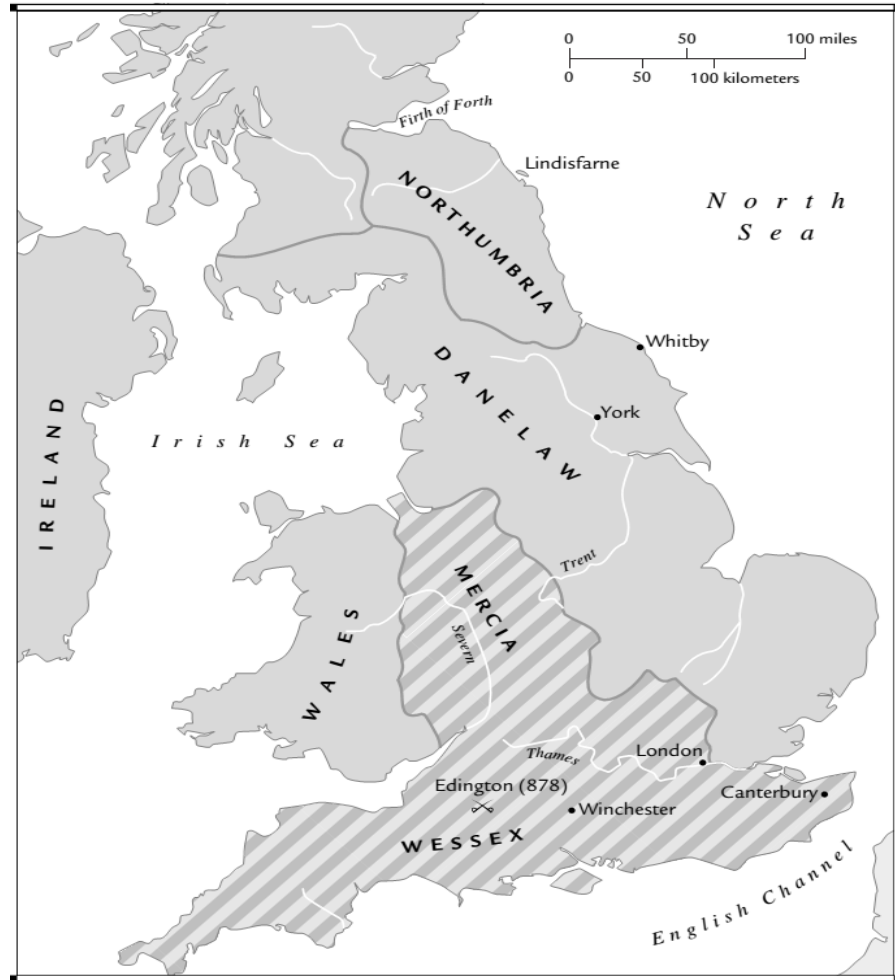 0 50 100 miles
0 50 100 kilometers
Firth of Forth
Lindisfarne
NORTHUMBRIA
North
Sea
Whitby
DANELAW
York
IRELAND
Irish Sea
Trent
MERCIA
Severn
WALES
Thames
London
Edington (878)
Canterbury
Winchester
WESSEX
English Channel